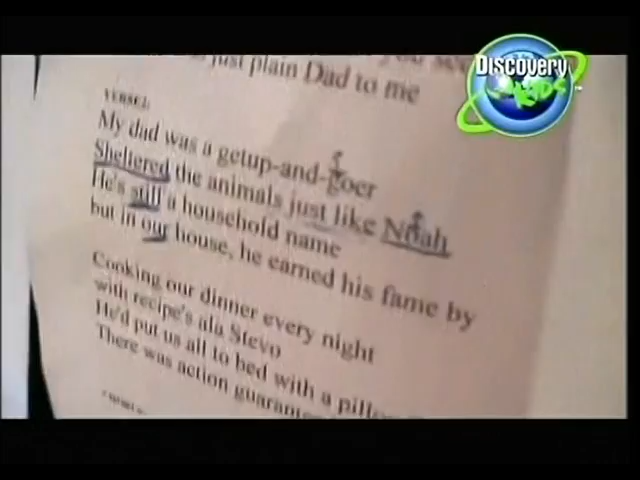 just plain Dad to me
Discovery
KIDS
VERSE1:
My dad was a getup-and-goer
Sheltered the animals just like Noah
He's still a household name
but in our house, he earned his fame by
Cooking our dinner every night
with recipe's ala Stevo
He'd put us all to bed with a
There was action